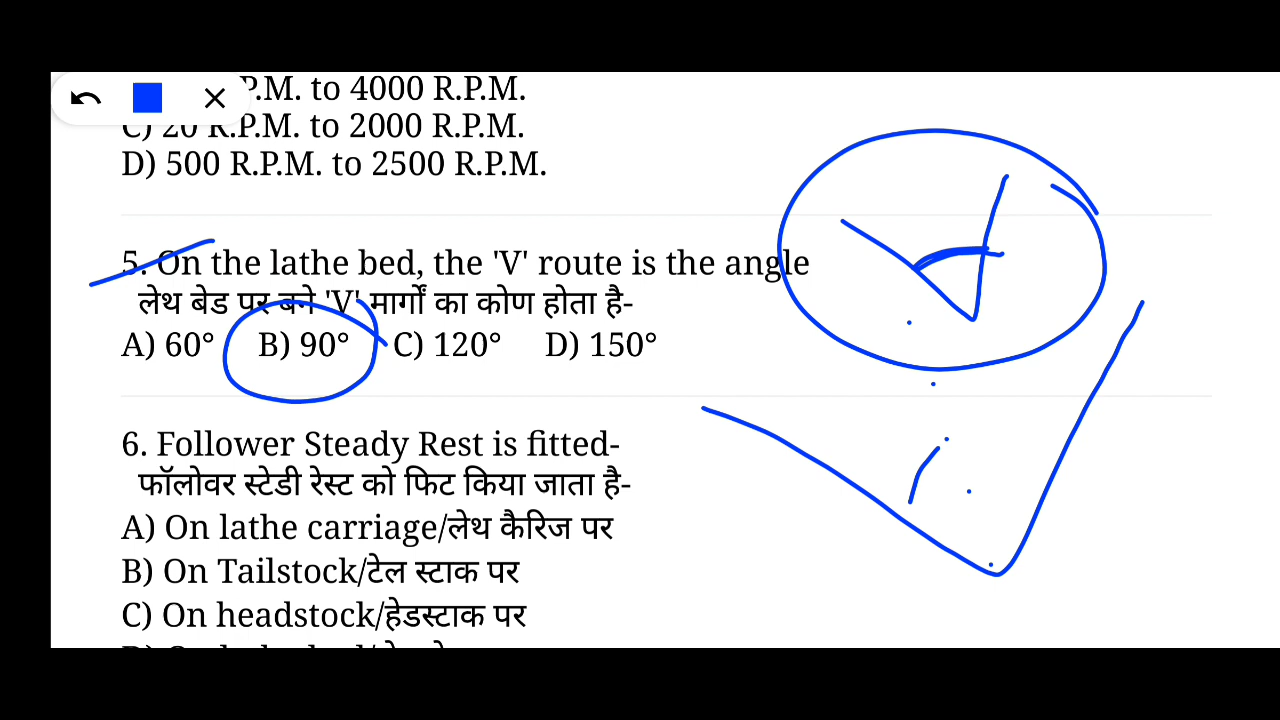 P.M. to 4000 R.P.M.
C) 20 R.P.M. to 2000 R.P.M.
D) 500 R.P.M. to 2500 R.P.M.
5. On the lathe bed, the 'V' route is the angle
लेथ बेड पर बने 'V' मार्गों का कोण होता है-
A) 60° B) 90° C) 120° D) 150°
6. Follower Steady Rest is fitted-
फॉलोवर स्टेडी रेस्ट को फिट किया जाता है-
A) On lathe carriage/लेथ कैरिज पर
B) On Tailstock/टेल स्टाक पर
C) On headstock/हेडस्टाक पर